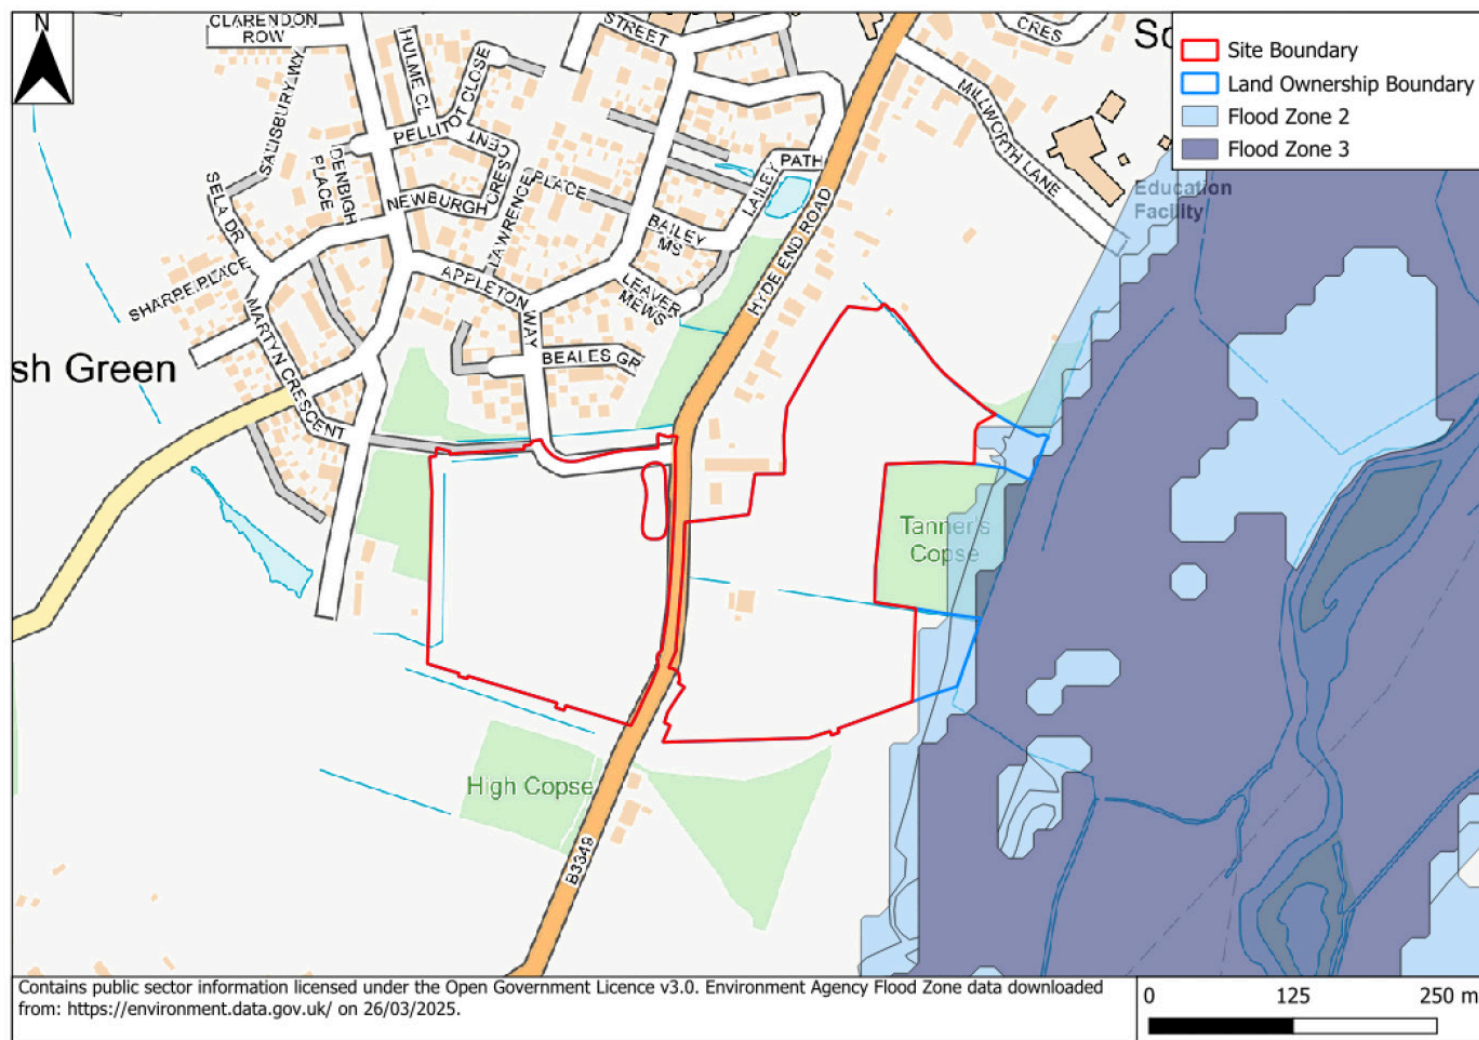 N
CLARENDON
ROW
HULME CL
STREET
CRES
Sc
Site Boundary
Land Ownership Boundary
Flood Zone 2
Flood Zone 3
SALISBURY WY
PELLITOT CLOSE
CENT
CRES
MILLWORTH LANE
DENBIGH
PLACE
NEWBURGH
LAWRENCE
PLACE
PATH
LAILEY
Education
Facility
SELA DR
BAILEY
MS
HYDE END ROAD
SHARPE PLACE
APPLETON
WAY
LEAVER
MEWS
MARTYN CRESCENT
BEALES GR
sh Green
Tanner's
Copse
High Copse
B3349
Contains public sector information licensed under the Open Government Licence v3.0. Environment Agency Flood Zone data downloaded
from: https://environment.data.gov.uk/ on 26/03/2025.
0 125 250 m